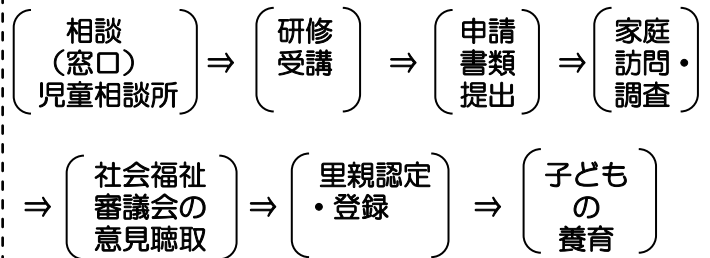 相談
（窓口）
児童相談所
⇒
研修
受講
⇒
申請
書類
提出
⇒
家庭
訪問・
調査
⇒
社会福祉
審議会の
意見聴取
⇒
里親認定
・登録
⇒
子ども
の
養育